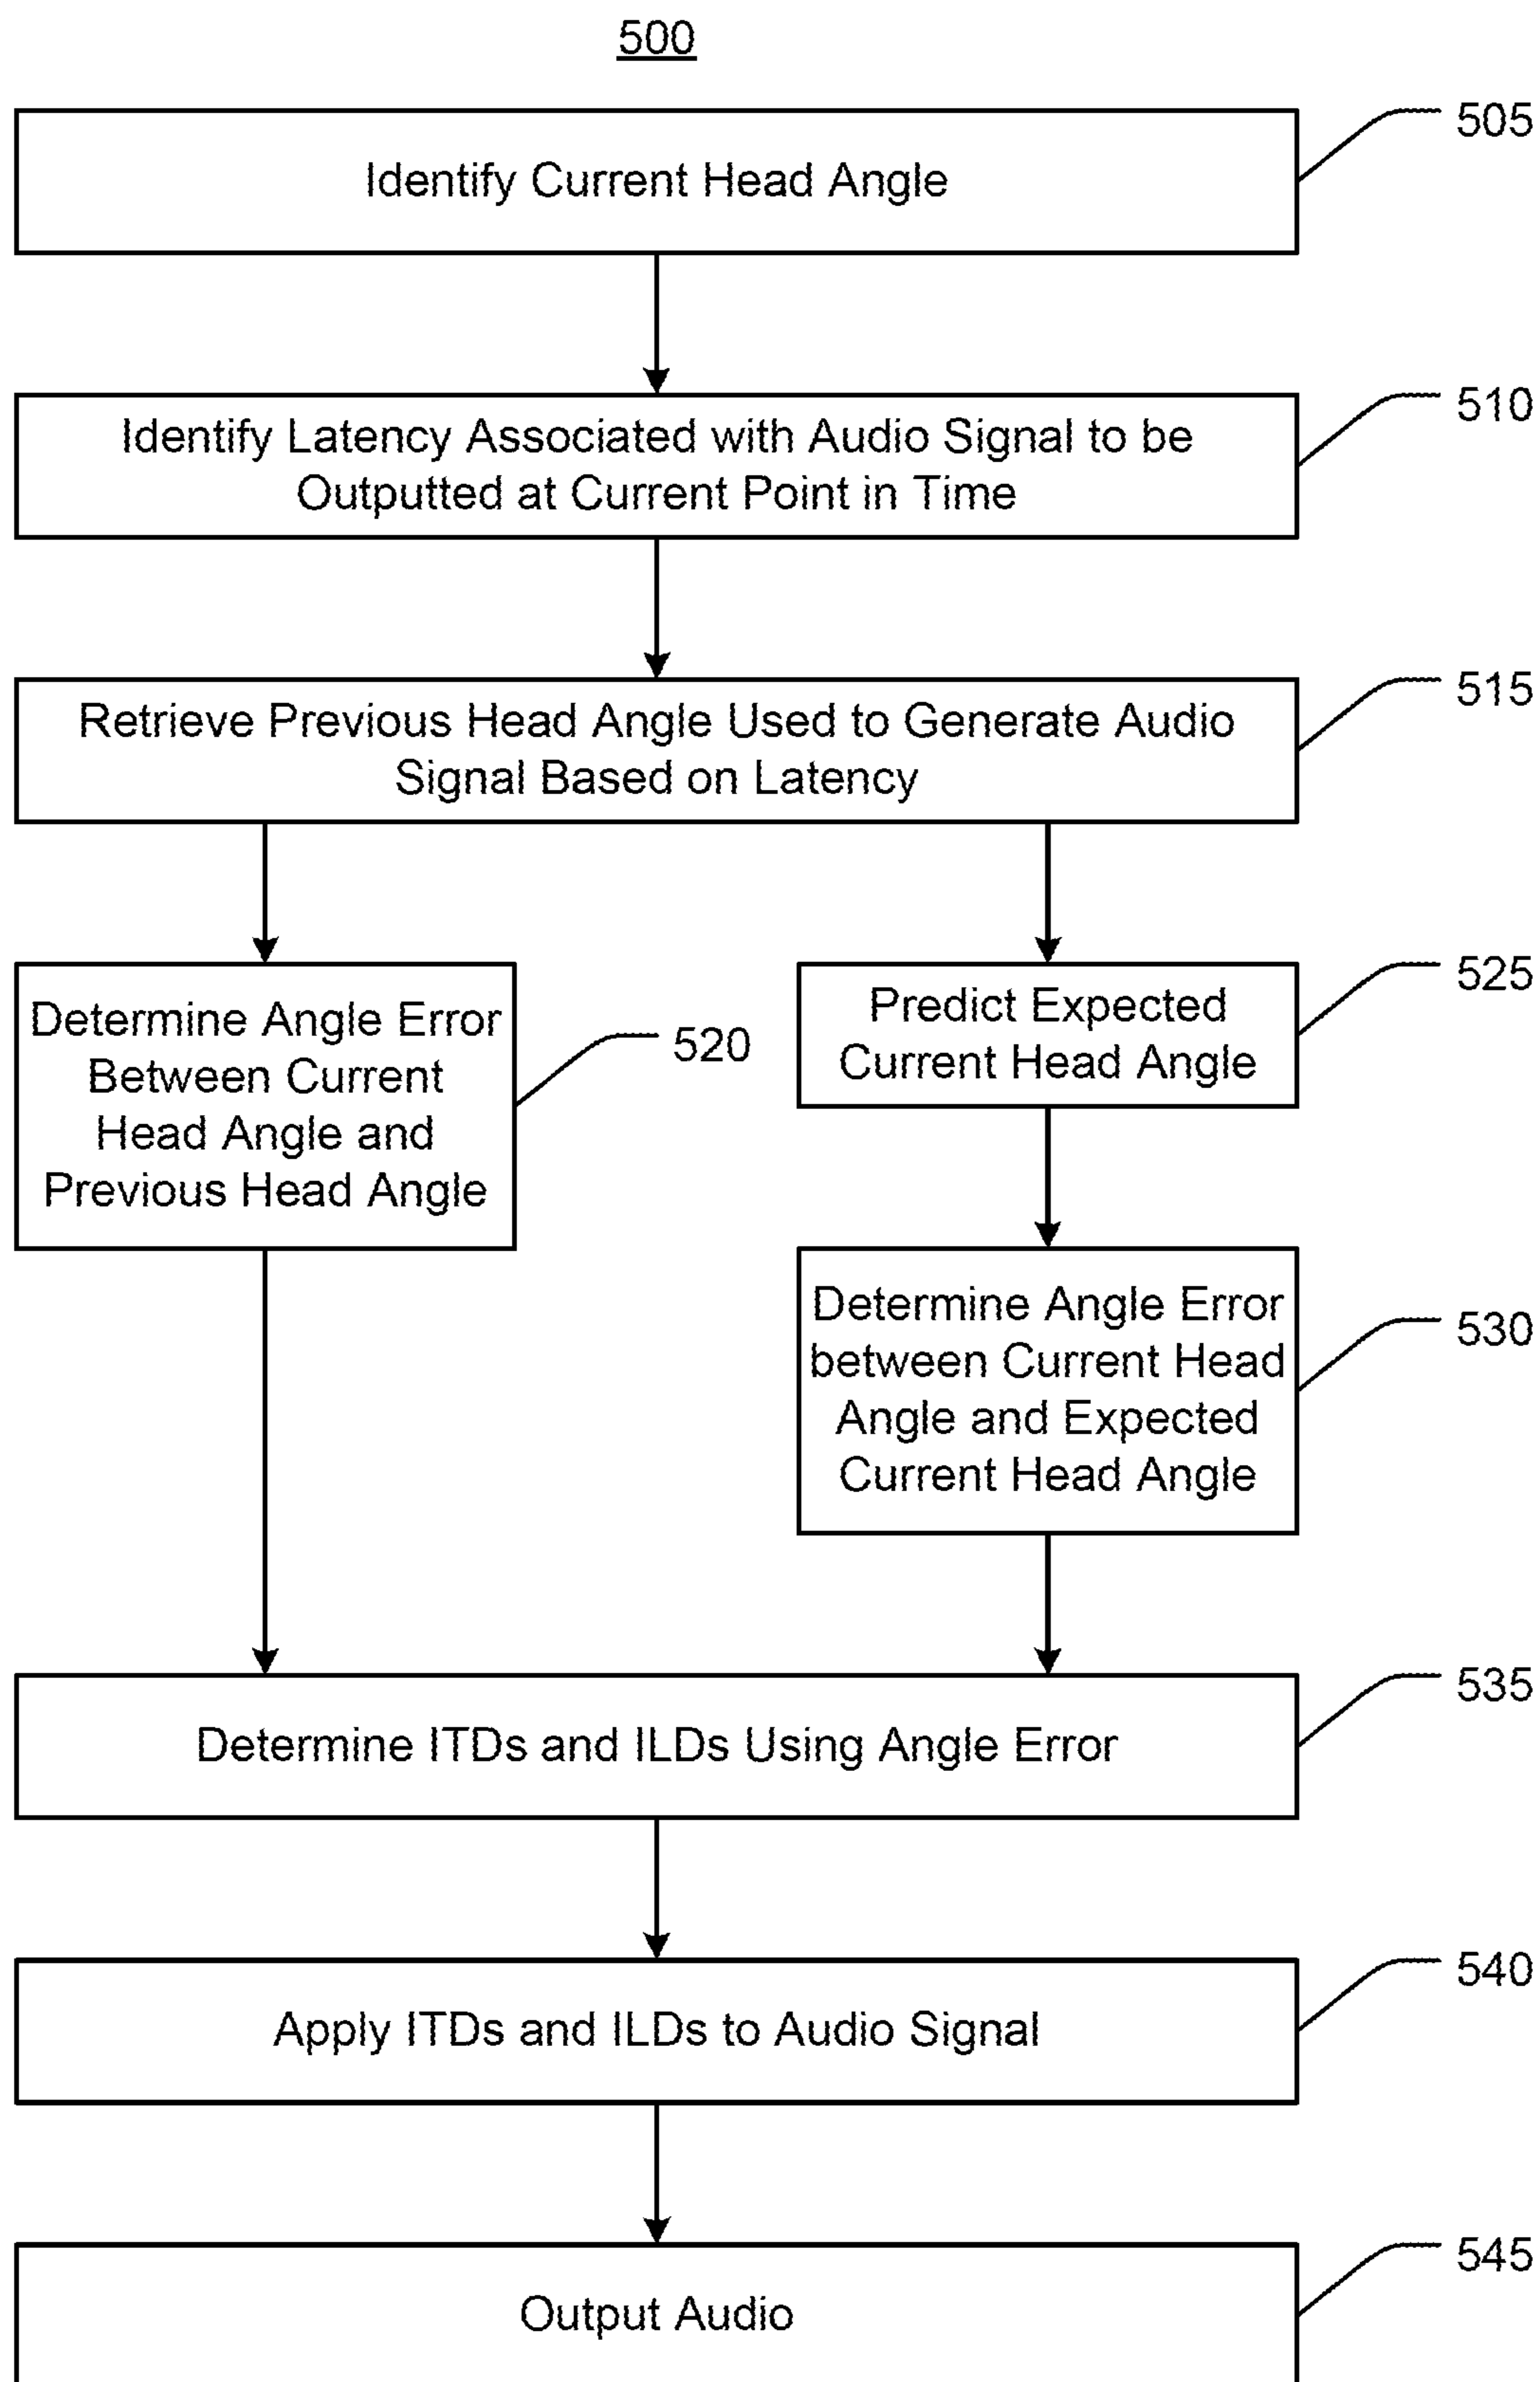 500
Identify Current Head Angle
505
Identify Latency Associated with Audio Signal to be
Outputted at Current Point in Time
510
Retrieve Previous Head Angle Used to Generate Audio
Signal Based on Latency
515
Determine Angle Error
Between Current
Head Angle and
Previous Head Angle
520
Predict Expected
Current Head Angle
525
Determine Angle Error
between Current Head
Angle and Expected
Current Head Angle
530
Determine ITDs and ILDs Using Angle Error
535
Apply ITDs and ILDs to Audio Signal
540
Output Audio
545